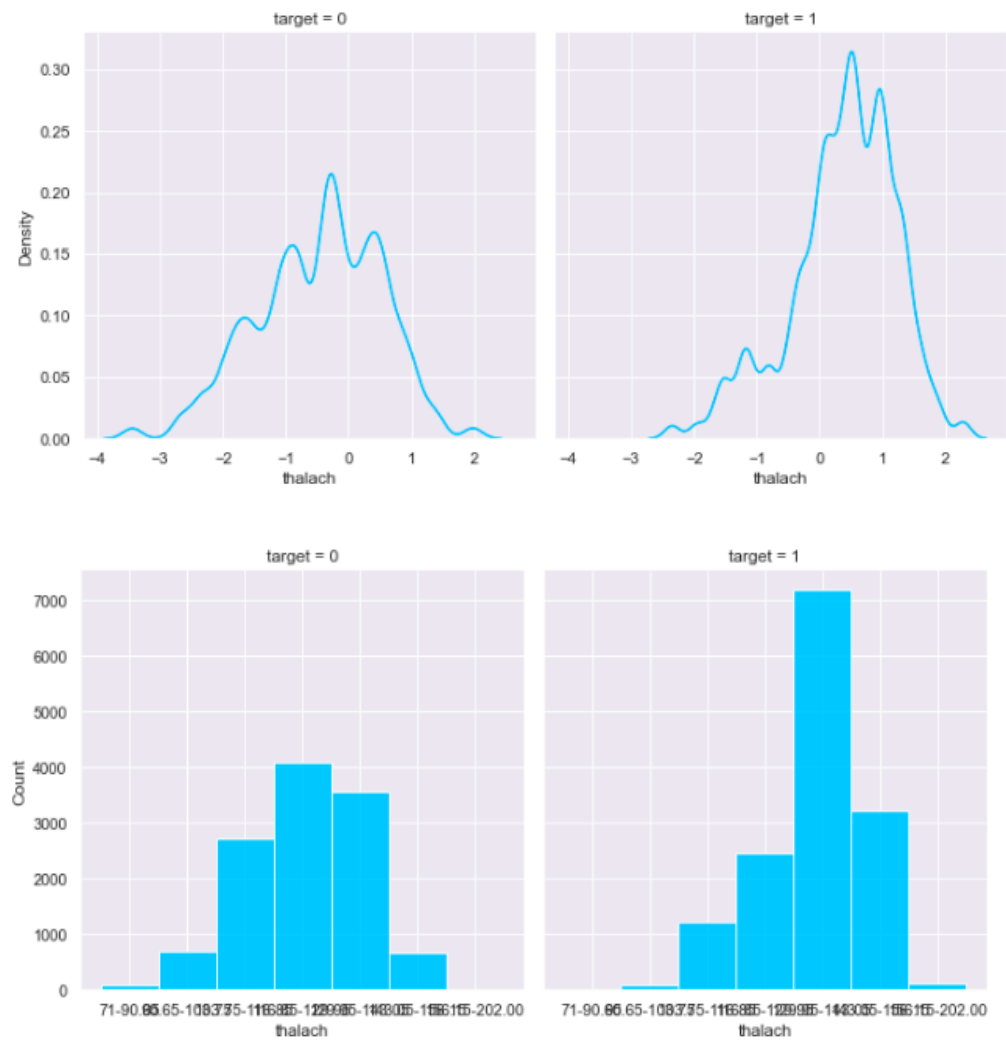 target = 0
target = 1
0.30
0.25
0.20
0.15
0.10
0.05
0.00
Density
−4 −3 −2 −1 0 1 2
−4 −3 −2 −1 0 1 2
thalach
thalach
target = 0
target = 1
7000
6000
5000
4000
3000
2000
1000
0
Count
thalach
thalach